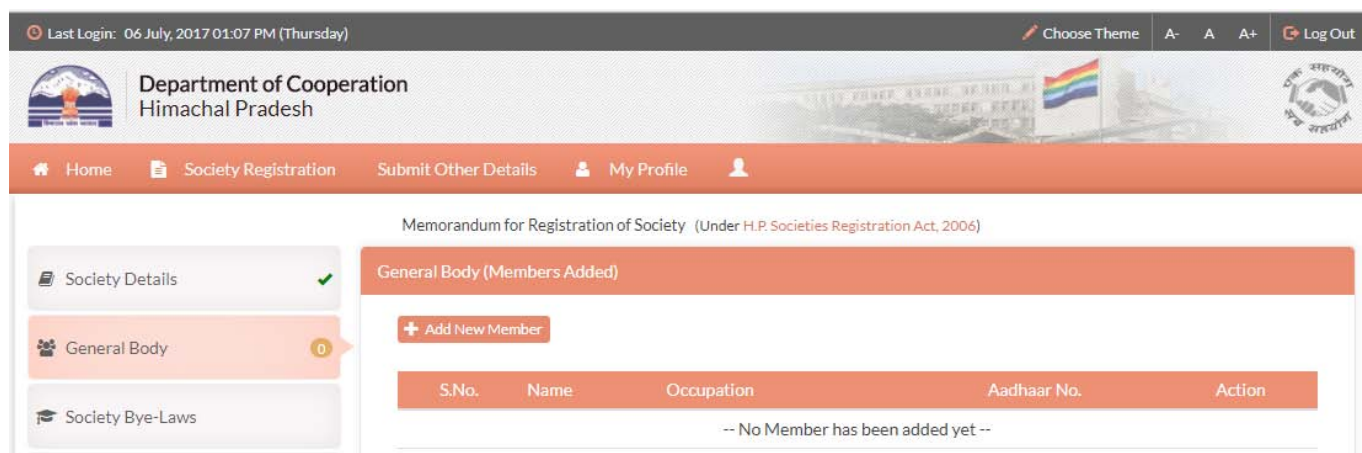 Last Login: 06 July, 2017 01:07 PM (Thursday)
Choose Theme A- A A+ Log Out
Department of Cooperation
Himachal Pradesh
एक सहयोग
Home Society Registration Submit Other Details My Profile
Memorandum for Registration of Society (Under H.P. Societies Registration Act, 2006)
Society Details
General Body 0
Society Bye-Laws
General Body (Members Added)
Add New Member
S.No. Name Occupation Aadhaar No. Action
-- No Member has been added yet --